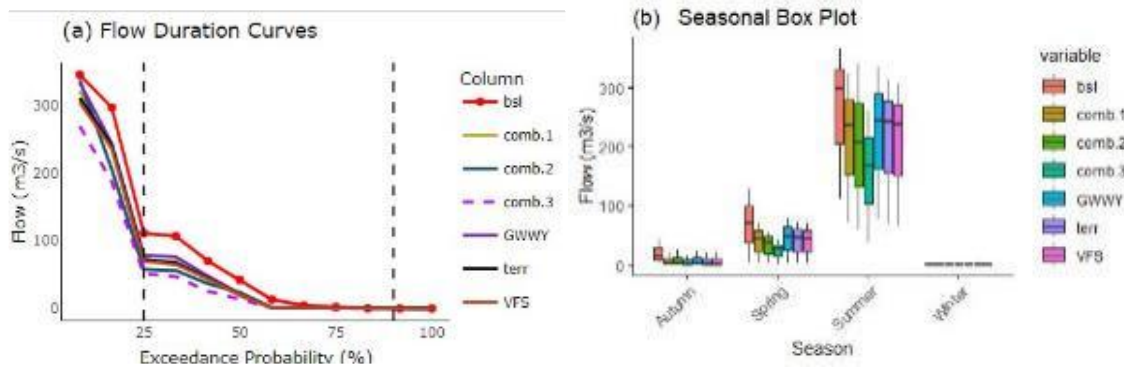 (a) Flow Duration Curves
Flow (m3/s)
300
200
100
0
25
50
75
100
Exceedance Probability (%)
Column
bsl
comb.1
comb.2
comb.3
GWWY
terr
VFS
(b) Seasonal Box Plot
Flow (m3/s)
300
200
100
0
Autumn
Spring
Summer
Winter
Season
variable
bsl
comb.1
comb.2
comb.3
GWWY
terr
VFS